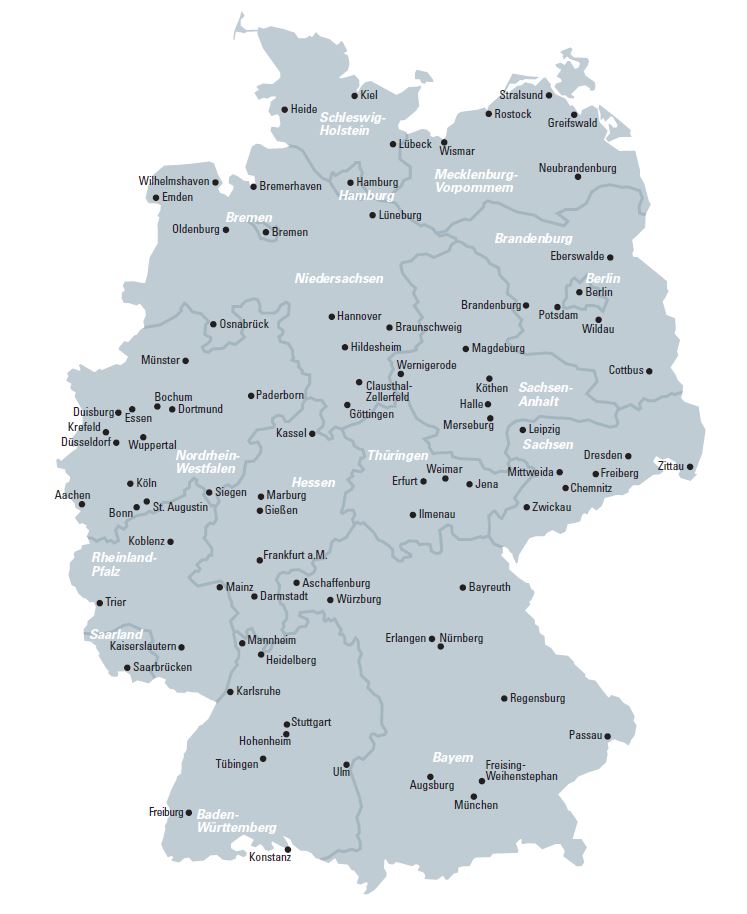 Kiel
Stralsund
Heide
Rostock
Schleswig-
Holstein
Greifswald
Lübeck
Wismar
Neubrandenburg
Mecklenburg-
Vorpommem
Wilhelmshaven
Bremerhaven
Hamburg
Emden
Hamburg
Bremen
Lüneburg
Oldenburg
Bremen
Brandenburg
Eberswalde
Niedersachsen
Berlin
Berlin
Brandenburg
Potsdam
Hannover
Osnabrück
Braunschweig
Wildau
Hildesheim
Magdeburg
Münster
Wernigerode
Cottbus
Clausthal-
Zellerfeld
Köthen
Sachsen-
Anhalt
Paderborn
Bochum
Duisburg
Essen
Dortmund
Göttingen
Halle
Merseburg
Krefeld
Düsseldorf
Wuppertal
Kassel
Leipzig
Sachsen
Nordrhein-
Westfalen
Thüringen
Dresden
Zittau
Köln
Hessen
Weimar
Erfurt
Jena
Mittweida
Freiberg
Chemnitz
Aachen
Siegen
Marburg
Bonn
St. Augustin
Gießen
Ilmenau
Zwickau
Koblenz
Frankfurt a.M.
Rheinland-
Pfalz
Mainz
Aschaffenburg
Bayreuth
Darmstadt
Würzburg
Trier
Saarland
Mannheim
Erlangen
Nürnberg
Kaiserslautern
Heidelberg
Saarbrücken
Karlsruhe
Regensburg
Stuttgart
Hohenheim
Passau
Tübingen
Ulm
Bayem
Freising-
Weihenstephan
Augsburg
München
Freiburg
Baden-
Württemberg
Konstanz